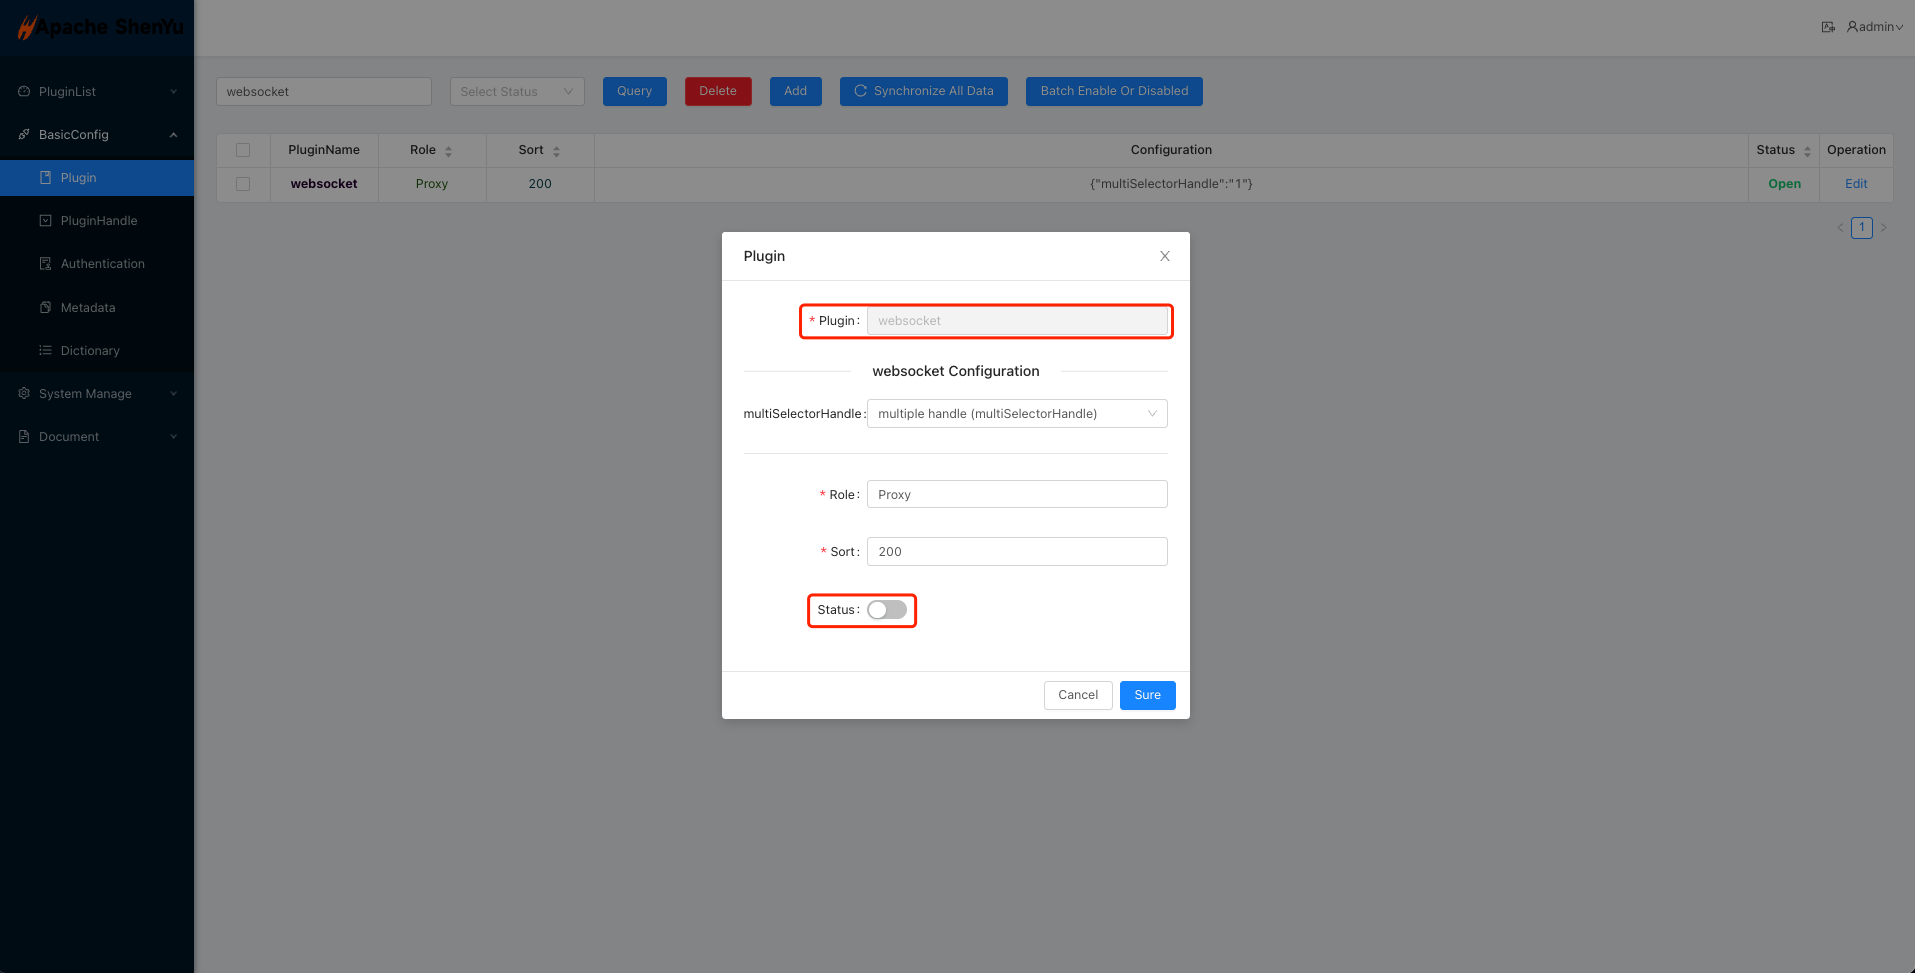 Apache ShenYu
admin
PluginList
BasicConfig
Plugin
PluginHandle
Authentication
Metadata
Dictionary
System Manage
Document
websocket
Select Status
Query
Delete
Add
Synchronize All Data
Batch Enable Or Disabled
PluginName Role Sort Configuration Status Operation
websocket Proxy 200 {"multiSelectorHandle":"1"} Open Edit
1
Plugin
* Plugin: websocket
websocket Configuration
multiSelectorHandle: multiple handle (multiSelectorHandle)
* Role: Proxy
* Sort: 200
Status:
Cancel Sure